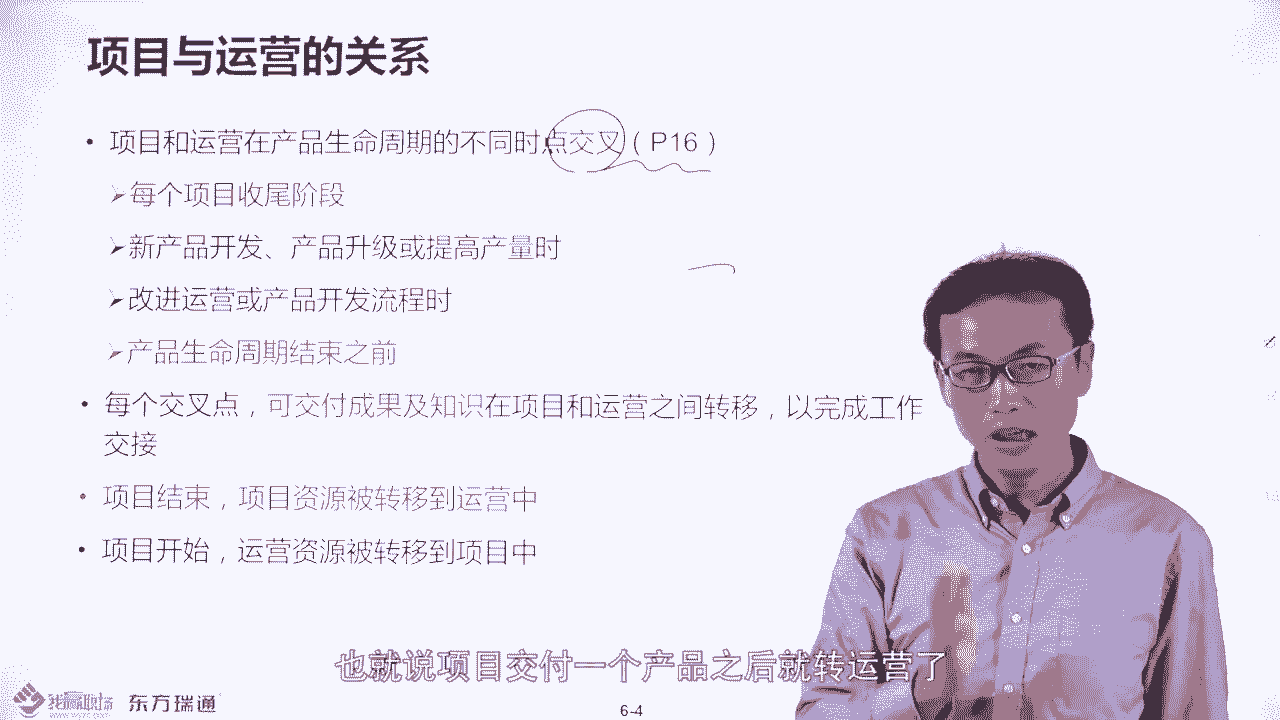 项目与运营的关系
• 项目和运营在产品生命周期的不同时点交叉（P16）
➢每个项目收尾阶段
➢新产品开发、产品升级或提高产量时
➢改进运营或产品开发流程时
➢产品生命周期结束之前
• 每个交叉点，可交付成果及知识在项目和运营之间转移，以完成工作
交接
• 项目结束，项目资源被转移到运营中
• 项目开始，运营资源被转移到项目中
也就说项目交付一个产品之后就转运营了
东方瑞通
6-4